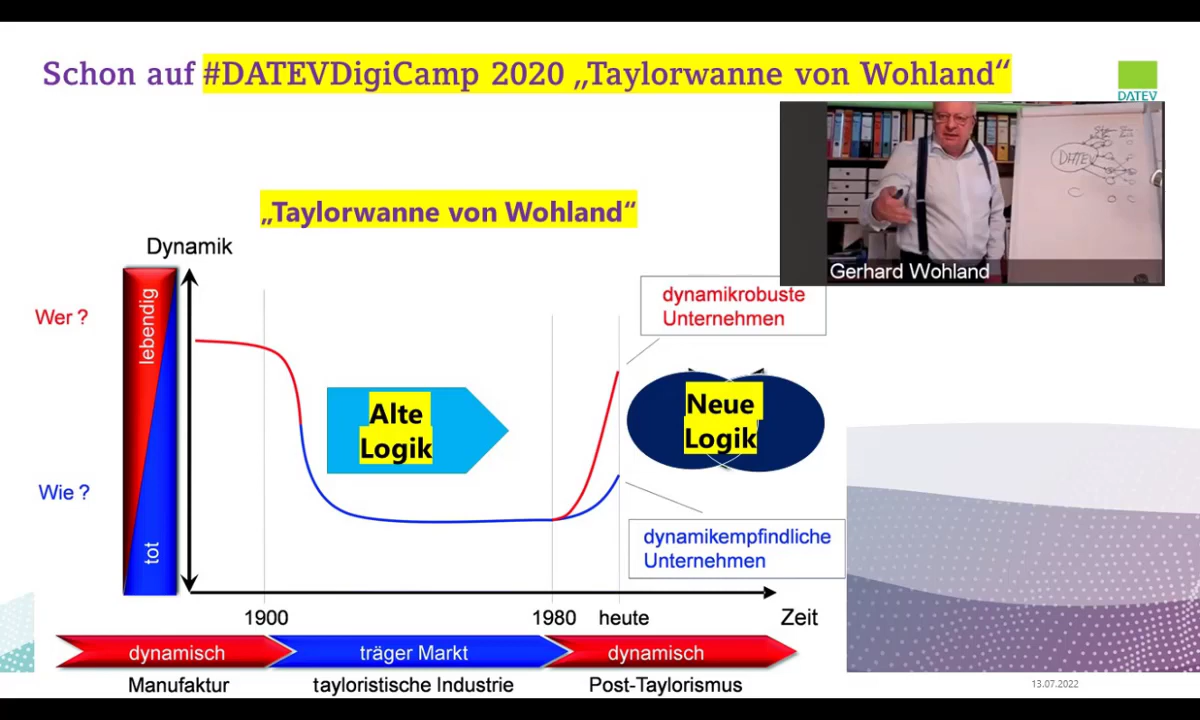 Schon auf #DATEVDigiCamp 2020 „Taylorwanne von Wohland“
DATEV
DATEV
Gerhard Wohland
„Taylorwanne von Wohland“
Dynamik
Wer ?
lebendig
dynamikrobuste
Unternehmen
Alte
Logik
Neue
Logik
Wie ?
tot
dynamikempfindliche
Unternehmen
1900
1980
heute
Zeit
dynamisch
träger Markt
dynamisch
Manufaktur
tayloristische Industrie
Post-Taylorismus
13.07.2022